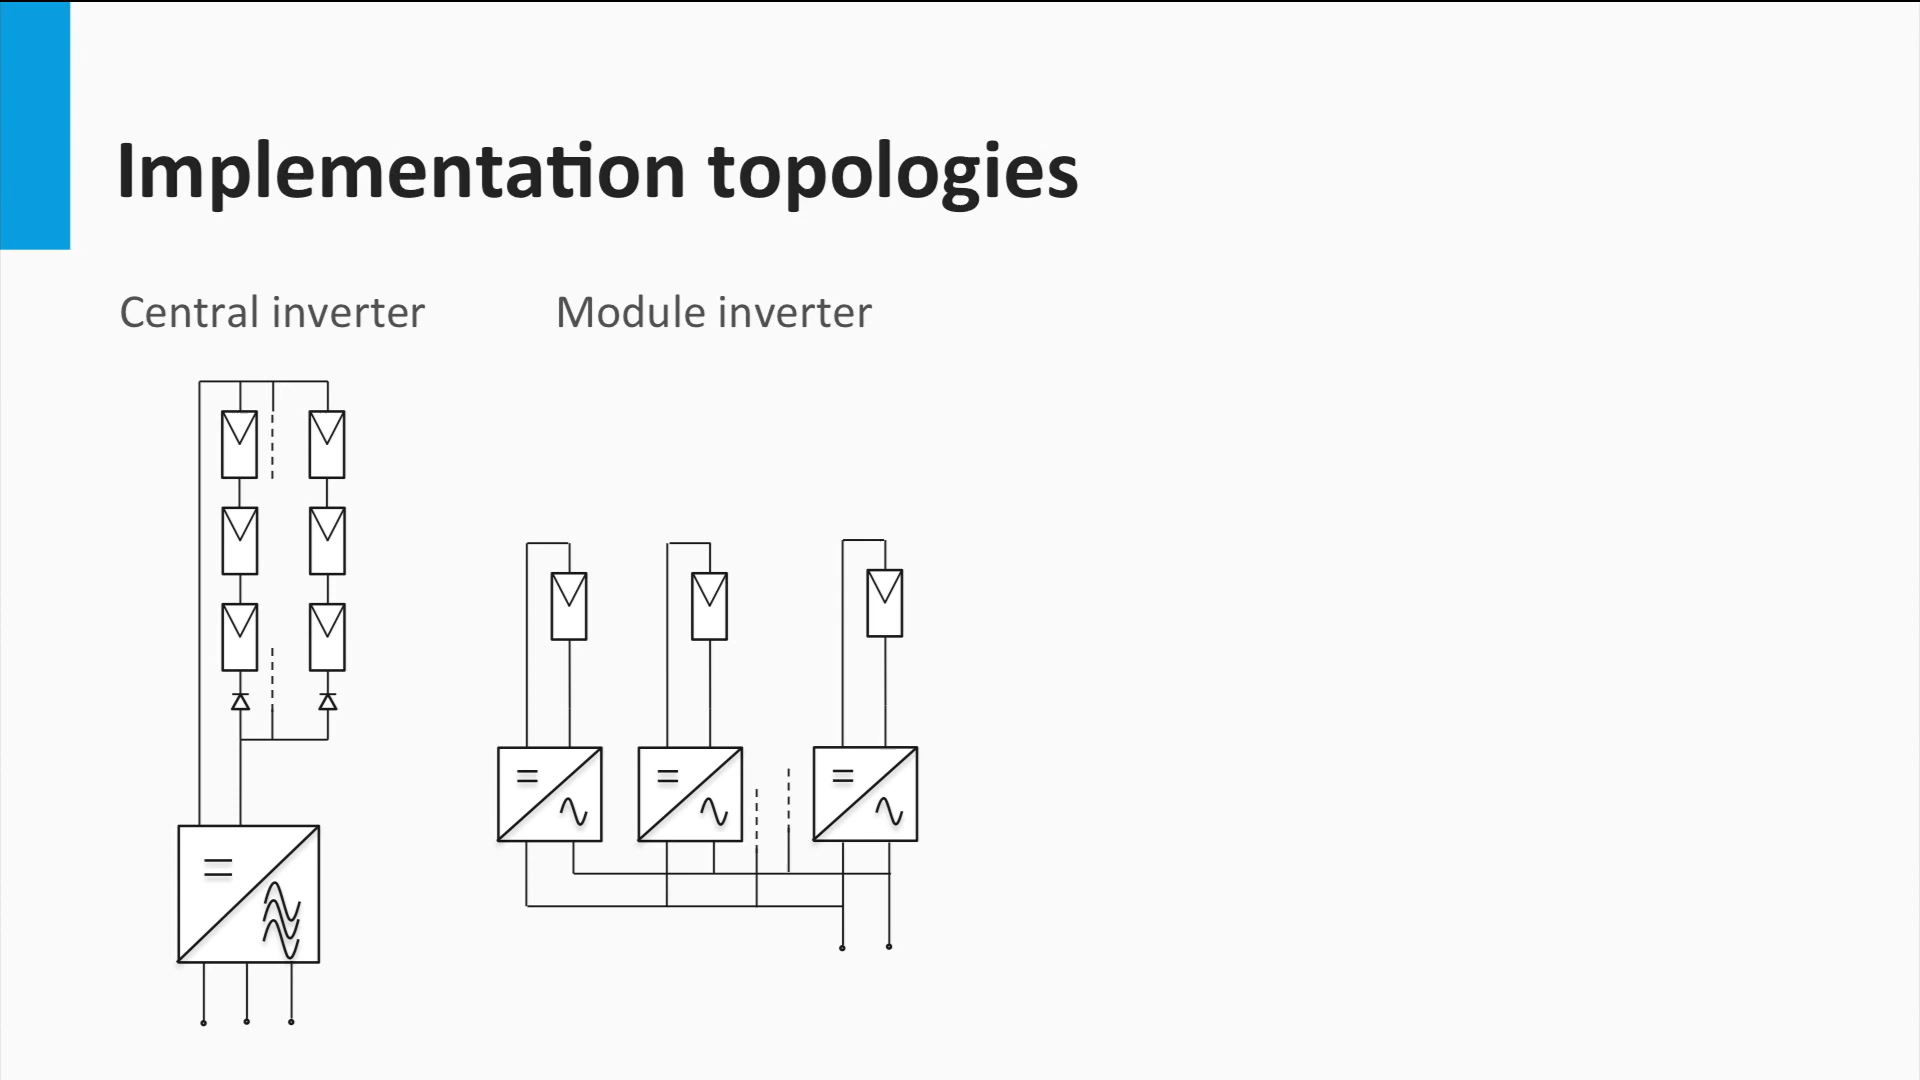 Implementation topologies
Central inverter
Module inverter